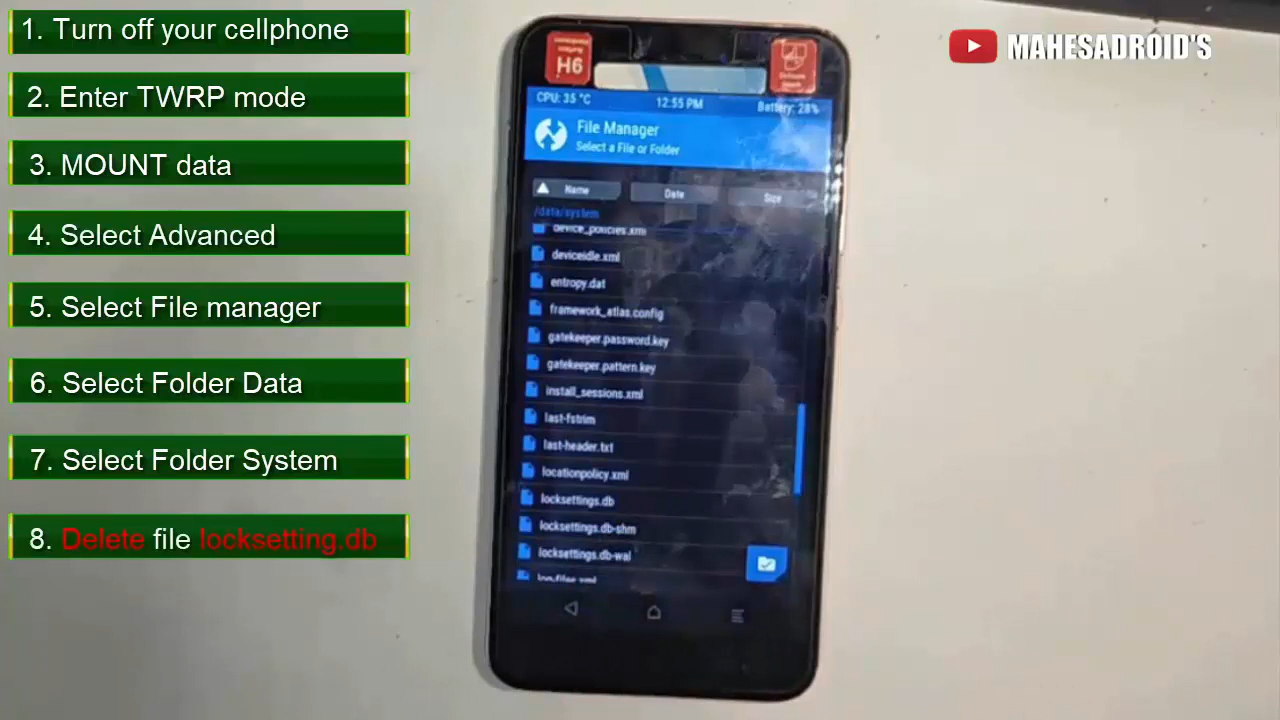 1. Turn off your cellphone
2. Enter TWRP mode
3. MOUNT data
4. Select Advanced
5. Select File manager
6. Select Folder Data
7. Select Folder System
8. Delete file locksetting.db
MAHESADROID'S
H6
CPU: 35 °C 12:55 PM Battery: 28%
File Manager
Select a File or Folder
Name Date Size
/data/system
device_policies.xml
deviceidle.xml
entropy.dat
framework_atlas.config
gatekeeper.password.key
gatekeeper.pattern.key
install_sessions.xml
last-fstrim
last-header.txt
locationpolicy.xml
locksettings.db
locksettings.db-shm
locksettings.db-wal
log-files.xml